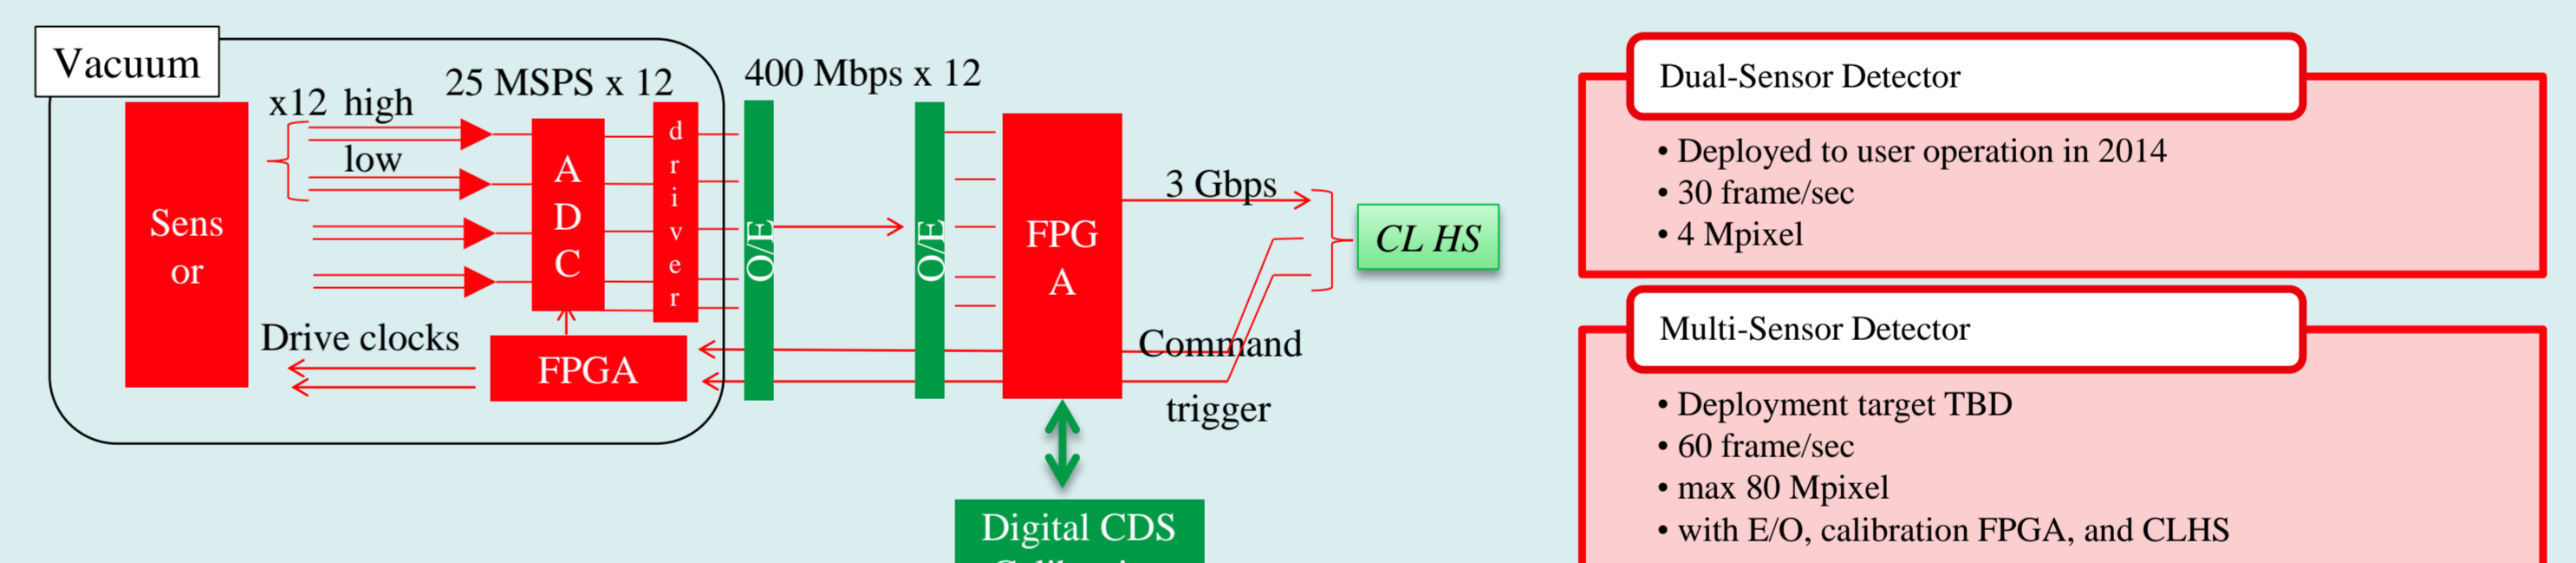 Vacuum
25 MSPS x 12
400 Mbps x 12
x12 high
low
Sens
or
A
D
C
d
r
i
v
e
r
O/E
O/E
FPG
A
3 Gbps
CL HS
Drive clocks
FPGA
Command
trigger
Digital CDS
Dual-Sensor Detector
• Deployed to user operation in 2014
• 30 frame/sec
• 4 Mpixel
Multi-Sensor Detector
• Deployment target TBD
• 60 frame/sec
• max 80 Mpixel
• with E/O, calibration FPGA, and CLHS